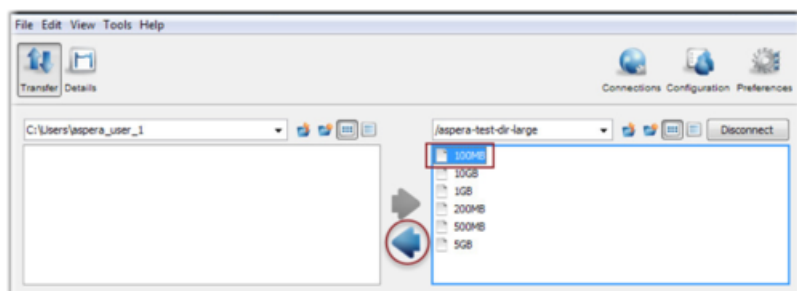 File Edit View Tools Help
Transfer Details
Connections Configuration Preferences
C:\Users\aspera_user_1
/aspera-test-dir-large
Disconnect
100MB
10GB
1GB
200MB
500MB
5GB